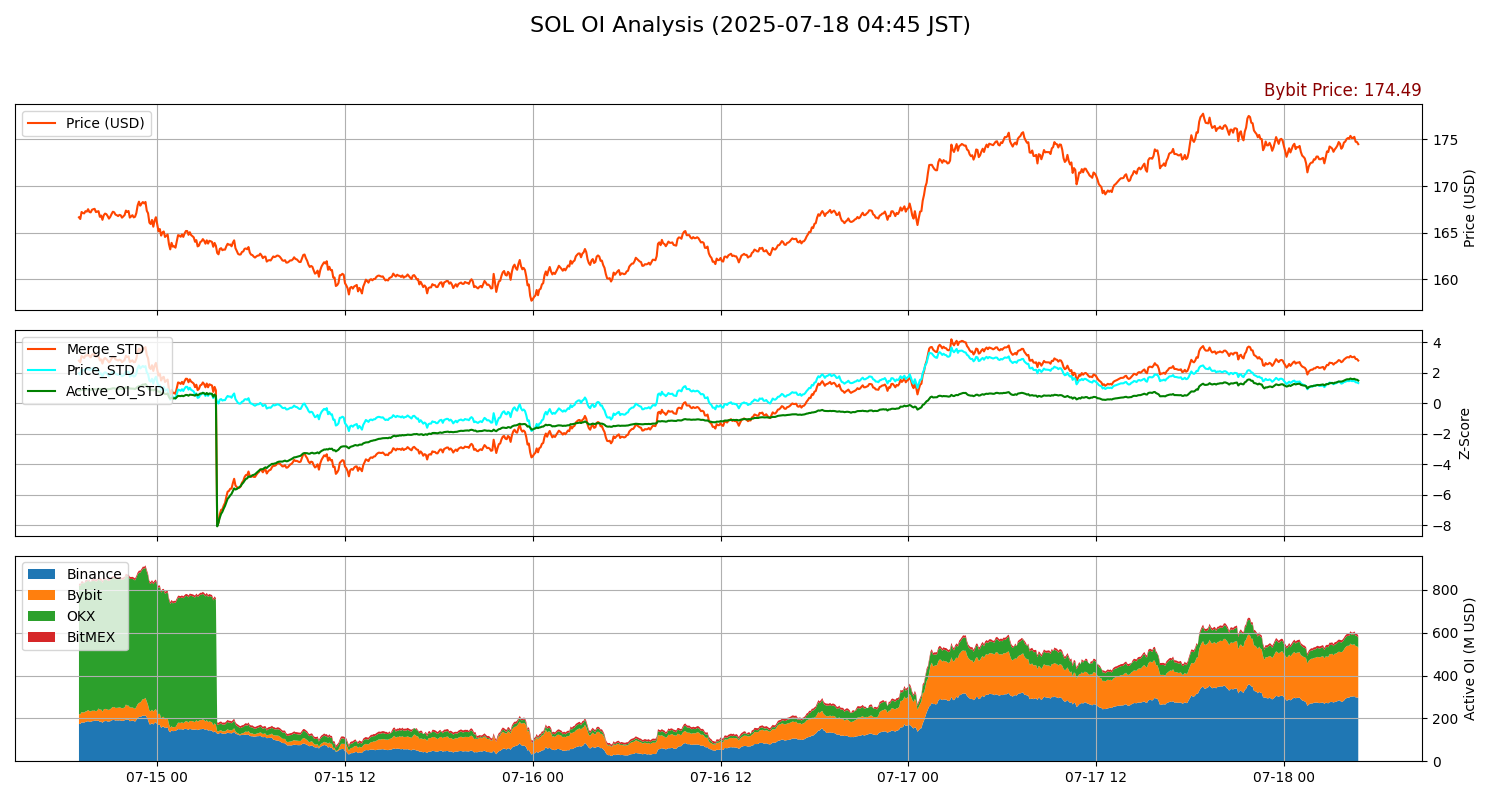 SOL OI Analysis (2025-07-18 04:45 JST)
Bybit Price: 174.49
Price (USD)
175
170
165
160
Price (USD)
Merge_STD
Price_STD
Active_OI_STD
4
2
0
−2
−4
−6
−8
Z-Score
Binance
Bybit
OKX
BitMEX
800
600
400
200
0
Active OI (M USD)
07-15 00
07-15 12
07-16 00
07-16 12
07-17 00
07-17 12
07-18 00